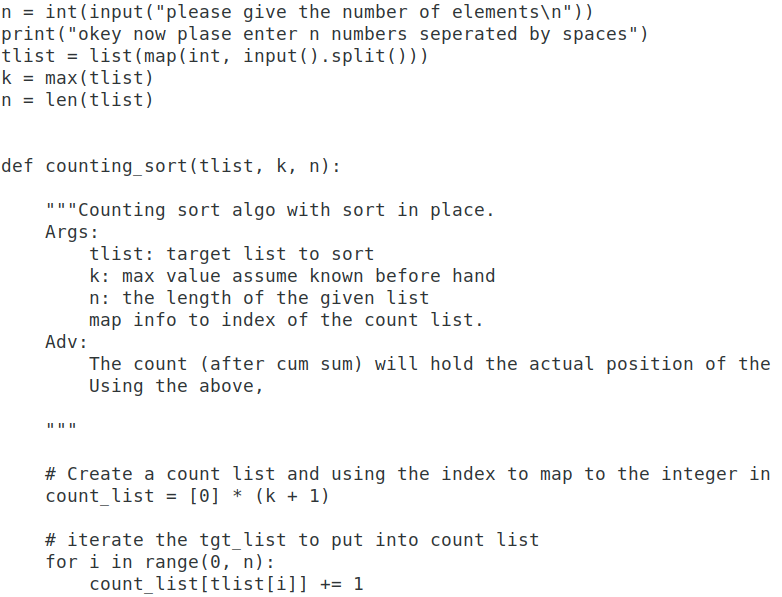 n = int(input("please give the number of elements\n"))
print("okey now plase enter n numbers seperated by spaces")
tlist = list(map(int, input().split()))
k = max(tlist)
n = len(tlist)
def counting_sort(tlist, k, n):
"""Counting sort algo with sort in place.
Args:
tlist: target list to sort
k: max value assume known before hand
n: the length of the given list
map info to index of the count list.
Adv:
The count (after cum sum) will hold the actual position of the
Using the above,
"""
# Create a count list and using the index to map to the integer in
count_list = [0] * (k + 1)
# iterate the tgt_list to put into count list
for i in range(0, n):
count_list[tlist[i]] += 1